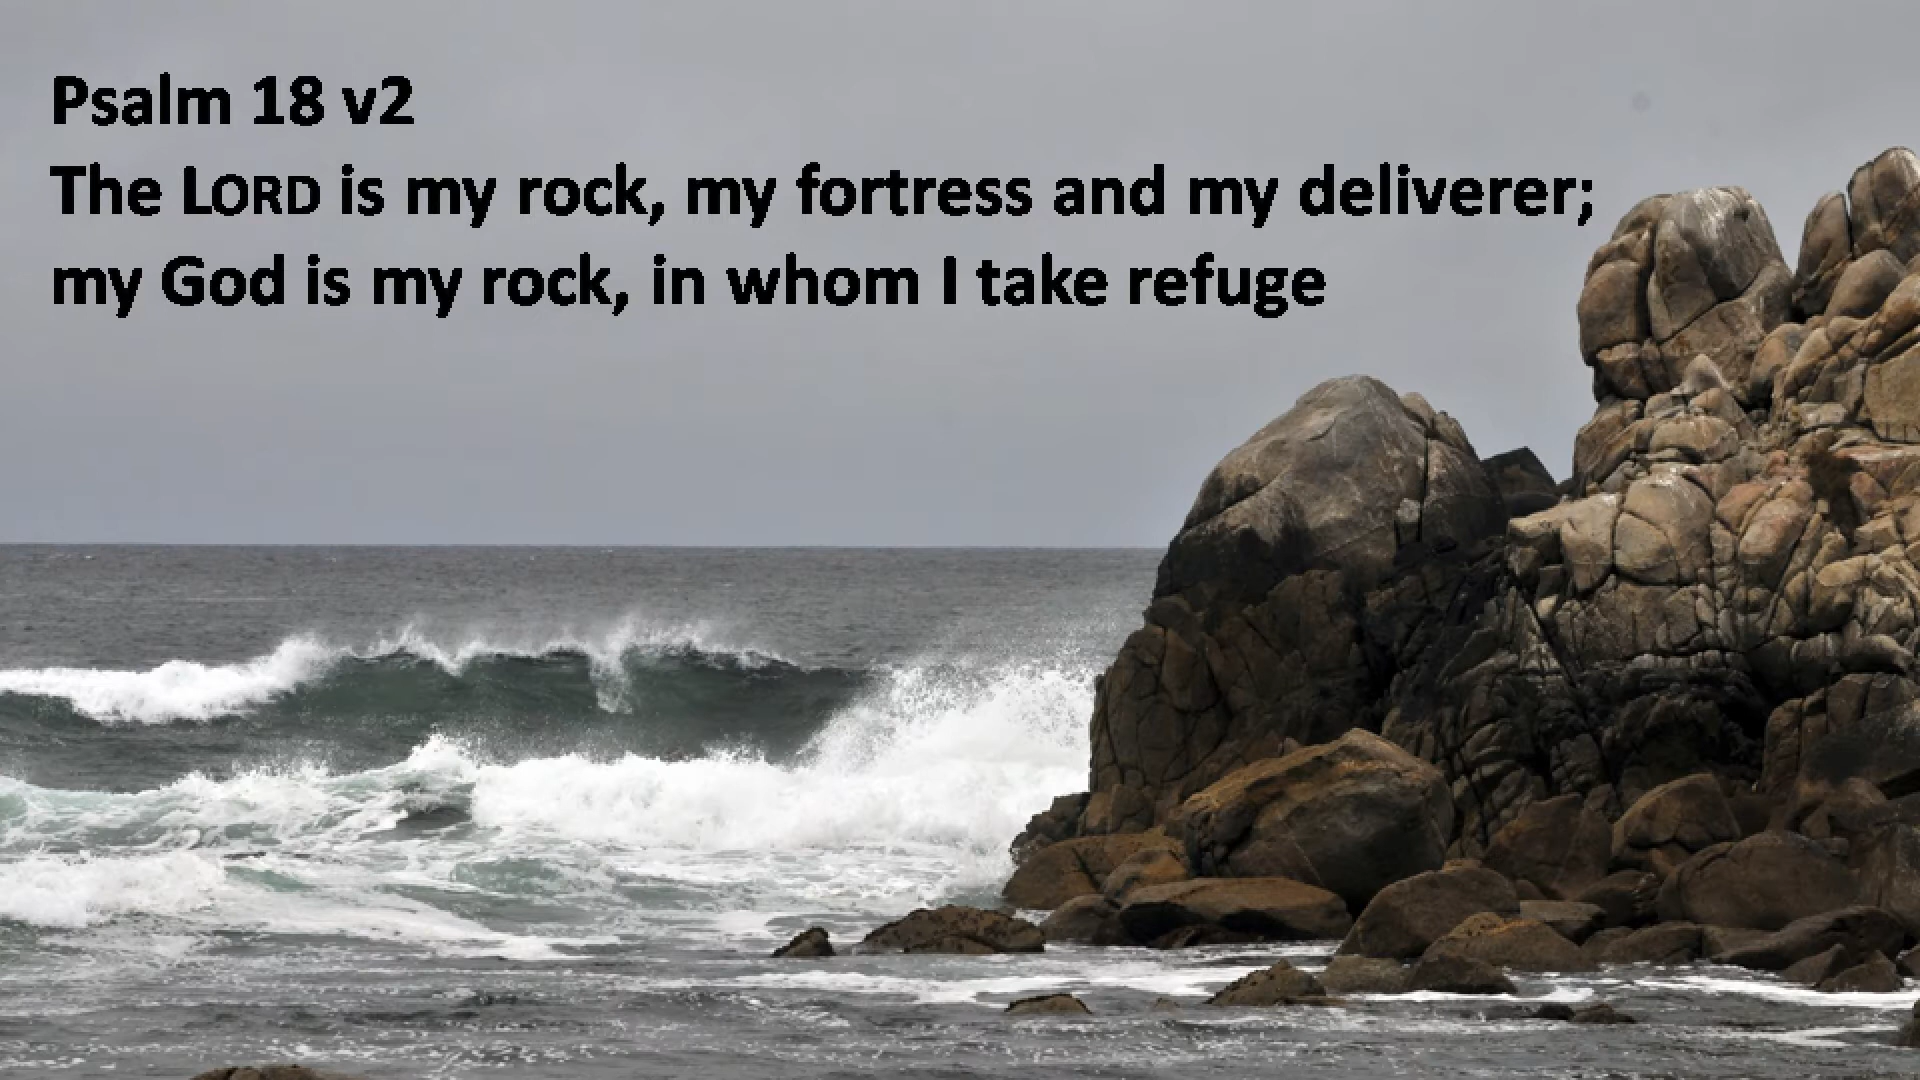 Psalm 18 v2
The LORD is my rock, my fortress and my deliverer;
my God is my rock, in whom I take refuge